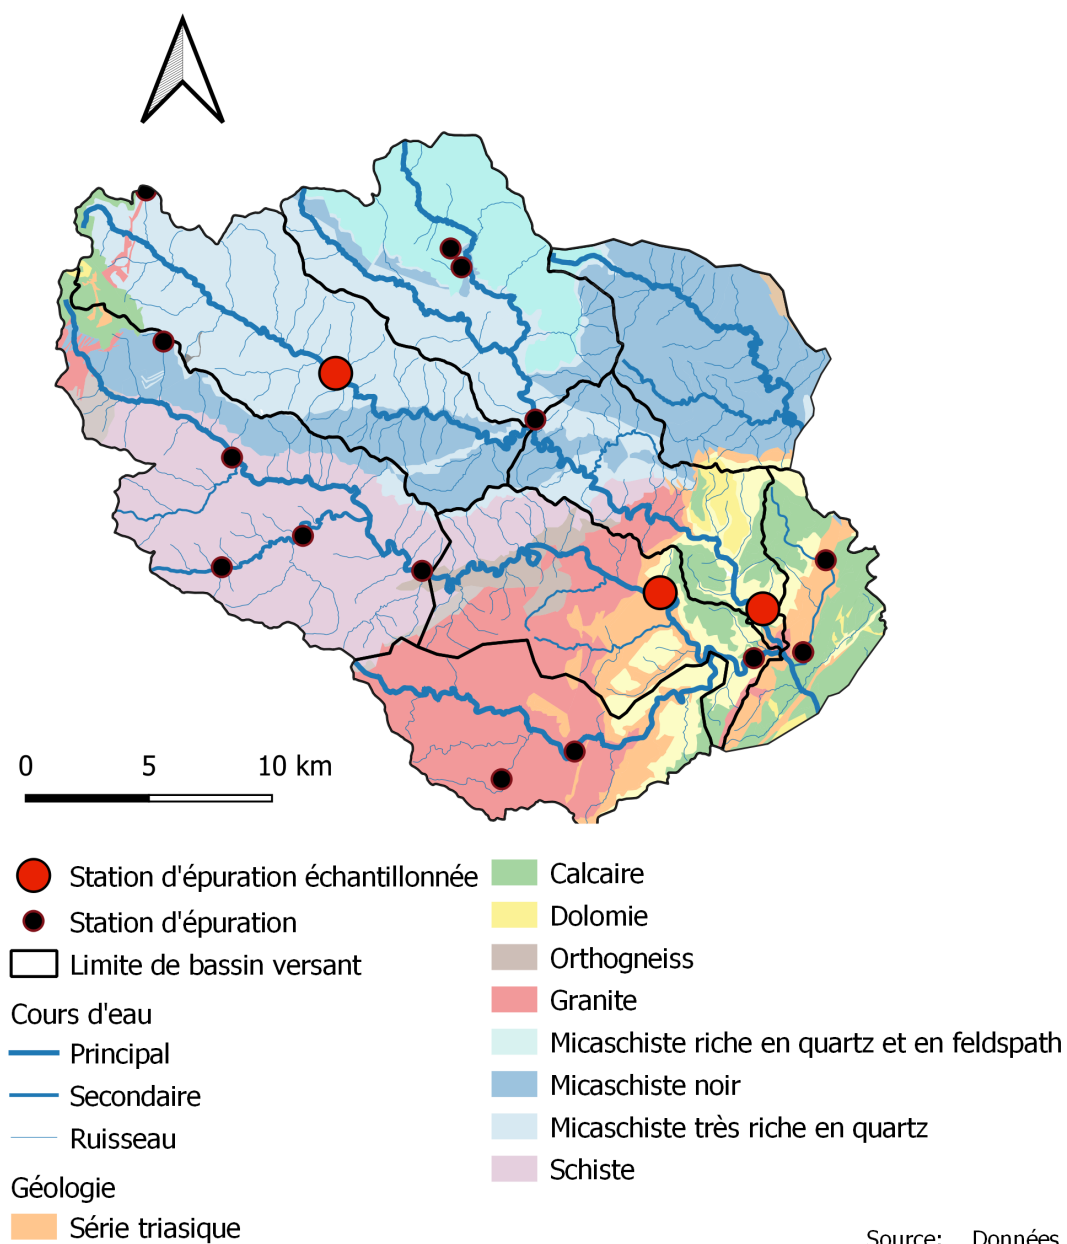 0 5 10 km
Station d'épuration échantillonnée
Station d'épuration
Limite de bassin versant
Cours d'eau
Principal
Secondaire
Ruisseau
Géologie
Série triasique
Calcaire
Dolomie
Orthogneiss
Granite
Micaschiste riche en quartz et en feldspath
Micaschiste noir
Micaschiste très riche en quartz
Schiste
Source: Données